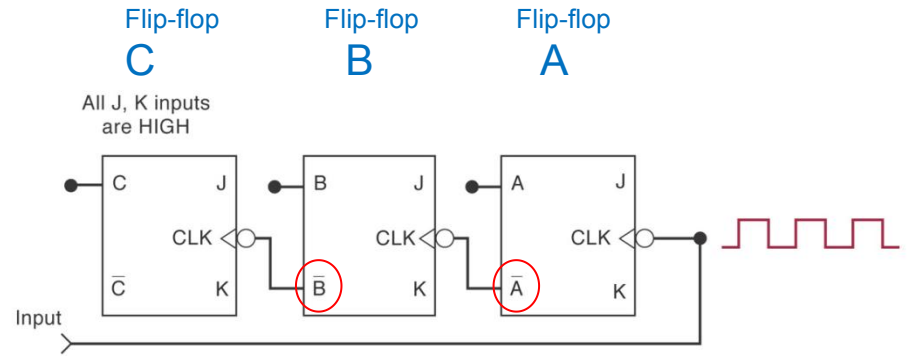 Flip-flop Flip-flop Flip-flop
C B A
All J, K inputs
are HIGH
C J B J A J
CLK CLK CLK
C̅ K B̅ K A̅ K
Input